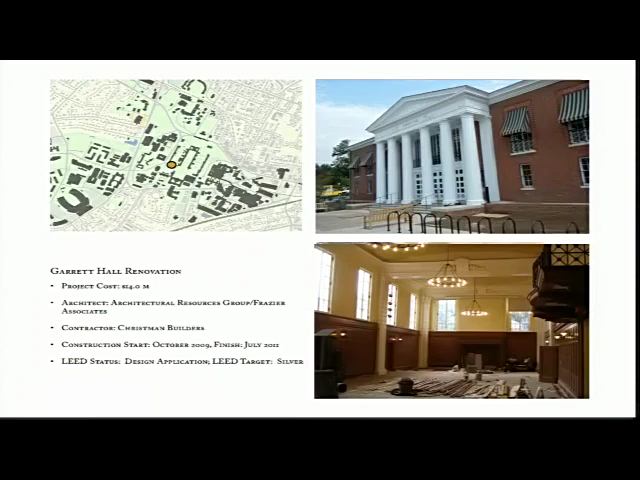 Garrett Hall Renovation
• Project Cost: $14.0 M
• Architect: Architectural Resources Group/Frazier
Associates
• Contractor: Christman Builders
• Construction Start: October 2009, Finish: July 2011
• LEED Status: Design Application; LEED Target: Silver